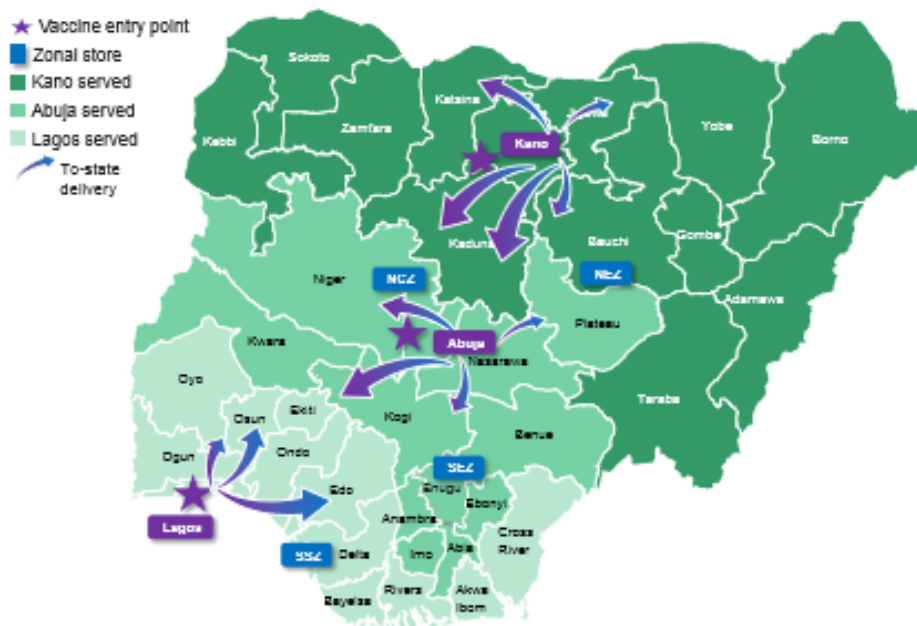 Vaccine entry point
Zonal store
Kano served
Abuja served
Lagos served
To-state
delivery
Sokoto
Katsina
Kebbi
Zamfara
Kano
Yobe
Borno
Kaduna
Bauchi
Gombe
Niger
NCZ
NEZ
Adamawa
Plateau
Abuja
Nasarawa
Kwara
Oyo
Taraba
Kogi
Benue
Osun
Ekiti
Ogun
Ondo
Edo
SEZ
Enugu
Ebonyi
Anambra
Cross
River
Lagos
SSZ
Delta
Imo
Abia
Rivers
Akwa
Ibom
Bayelsa